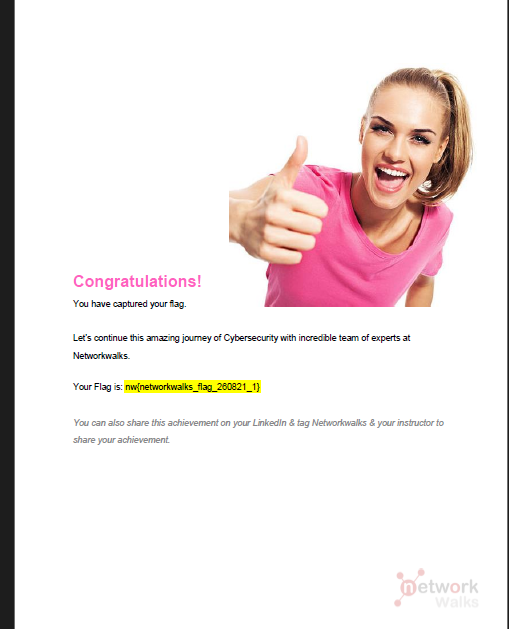 Congratulations!
You have captured your flag.
Let's continue this amazing journey of Cybersecurity with incredible team of experts at
Networkwalks.
Your Flag is: nw{networkwalks_flag_260821_1}
You can also share this achievement on your LinkedIn & tag Networkwalks & your instructor to
share your achievement.
network
Walks